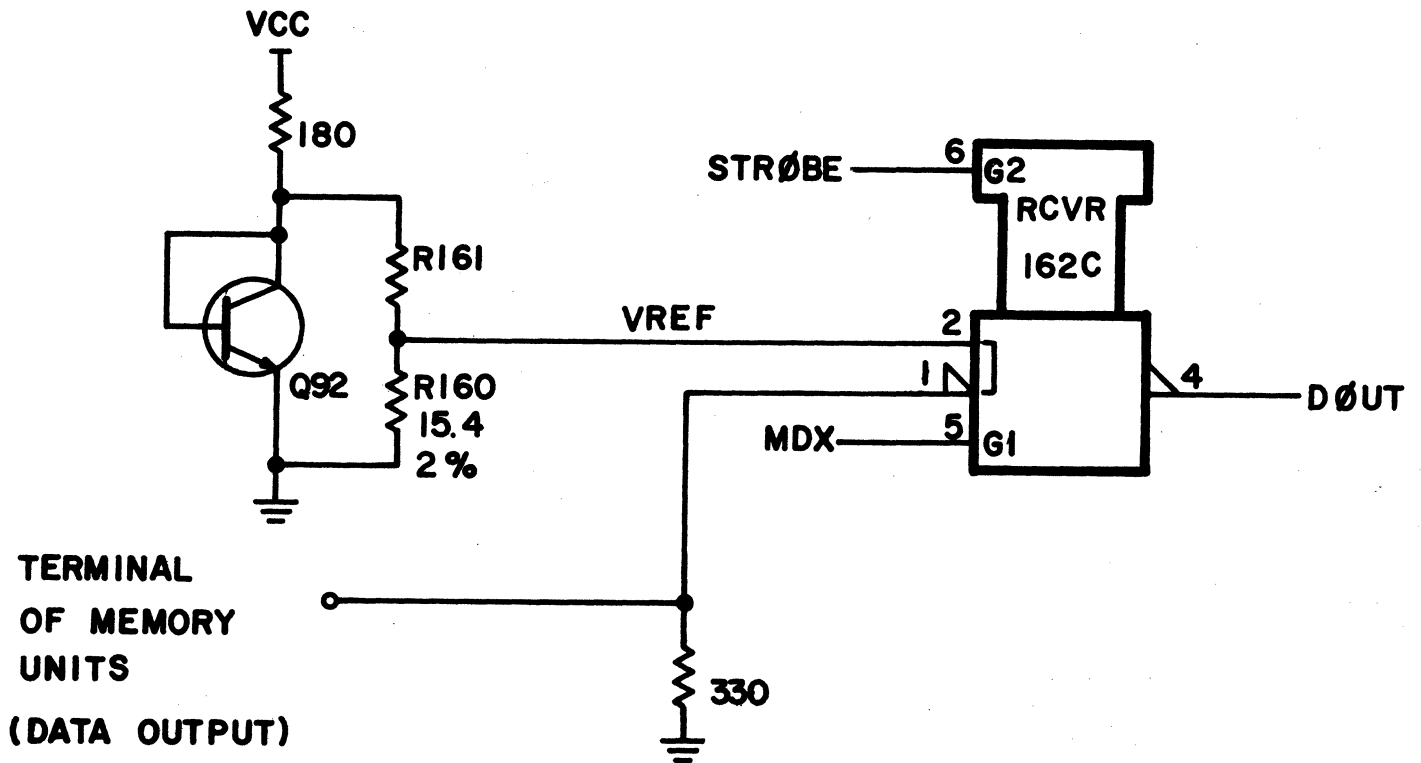 VCC
180
STRØBE
6
G2
RCVR
162C
R161
VREF
2
Q92
R160
15.4
2%
1
4
DØUT
MDX
5
G1
TERMINAL
OF MEMORY
UNITS
(DATA OUTPUT)
330